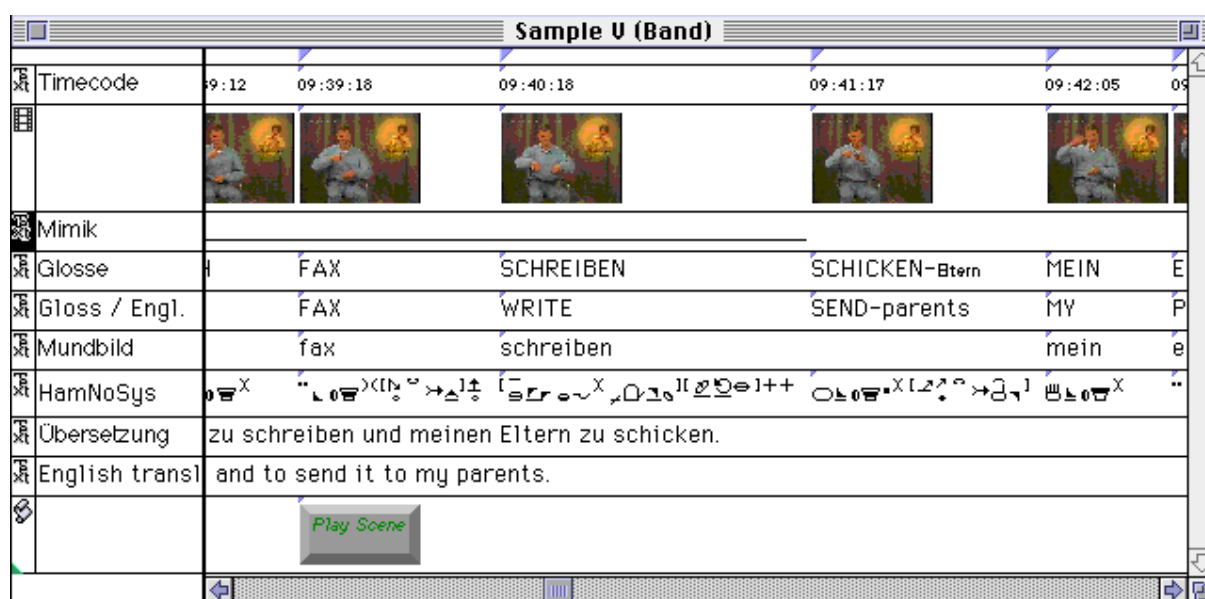 Sample V (Band)
Timecode 9:12 09:39:18 09:40:18 09:41:17 09:42:05 09
Mimik
Glosse FAX SCHREIBEN SCHICKEN-Eltern MEIN E
Gloss / Engl. FAX WRITE SEND-parents MY P
Mundbild fax schreiben mein e
HamNoSys
Übersetzung zu schreiben und meinen Eltern zu schicken.
English transl and to send it to my parents.
Play Scene